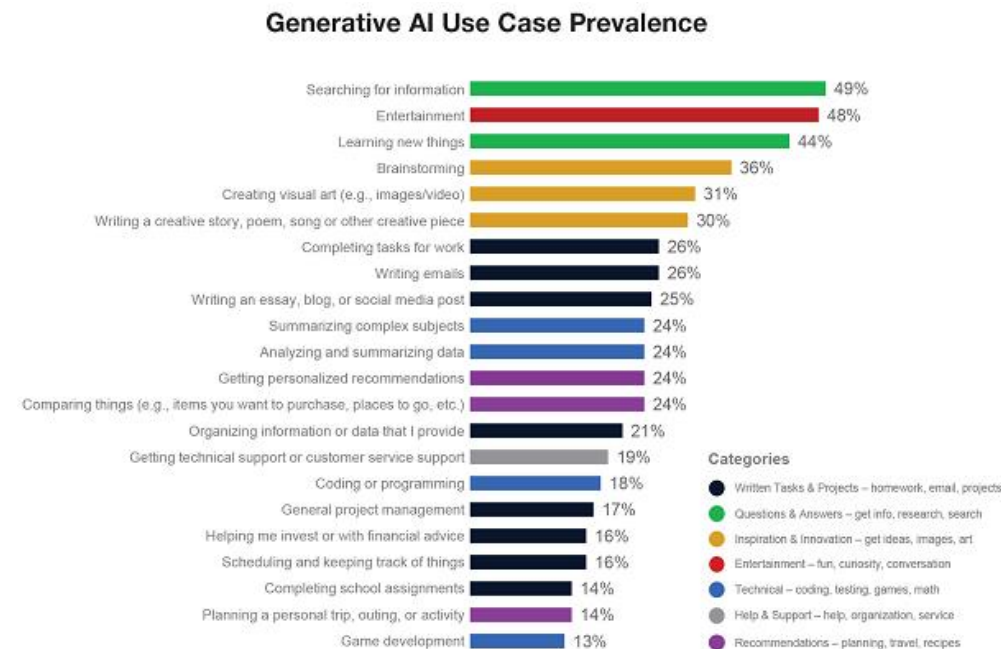 Generative AI Use Case Prevalence
Searching for information 49%
Entertainment 48%
Learning new things 44%
Brainstorming 36%
Creating visual art (e.g., images/video) 31%
Writing a creative story, poem, song or other creative piece 30%
Completing tasks for work 26%
Writing emails 26%
Writing an essay, blog, or social media post 25%
Summarizing complex subjects 24%
Analyzing and summarizing data 24%
Getting personalized recommendations 24%
Comparing things (e.g., items you want to purchase, places to go, etc.) 24%
Organizing information or data that I provide 21%
Getting technical support or customer service support 19%
Coding or programming 18%
General project management 17%
Helping me invest or with financial advice 16%
Scheduling and keeping track of things 16%
Completing school assignments 14%
Planning a personal trip, outing, or activity 14%
Game development 13%
Categories
Written Tasks & Projects – homework, email, projects
Questions & Answers – get info, research, search
Inspiration & Innovation – get ideas, images, art
Entertainment – fun, curiosity, conversation
Technical – coding, testing, games, math
Help & Support – help, organization, service
Recommendations – planning, travel, recipes